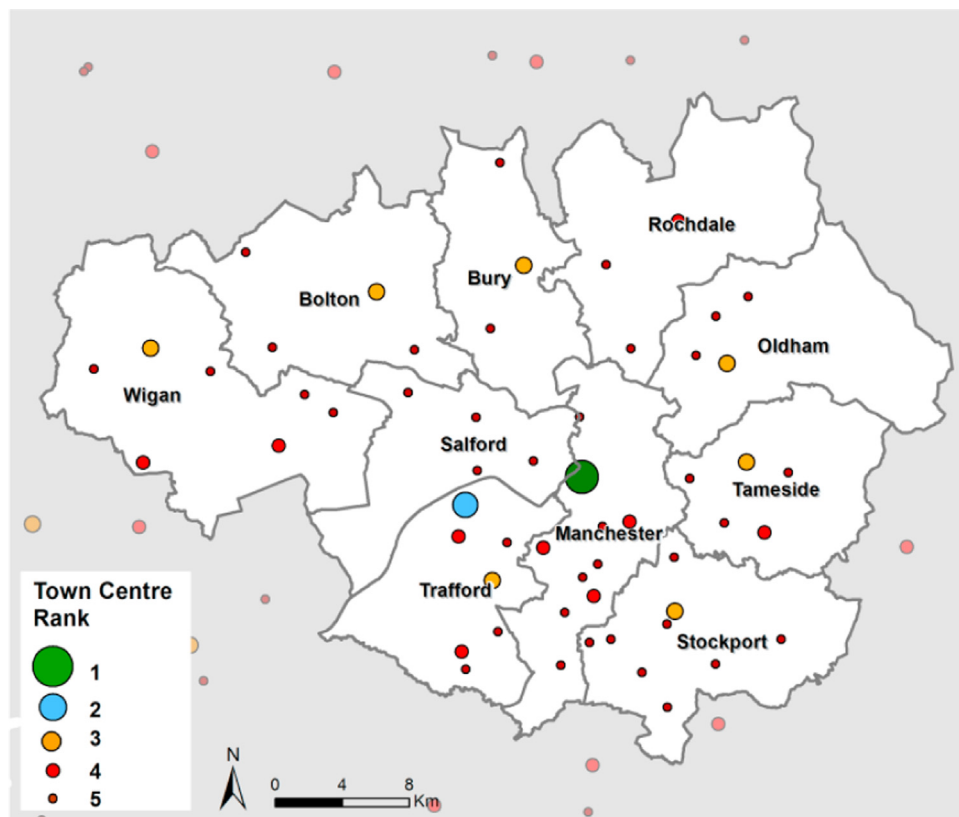 Rochdale
Bury
Bolton
Oldham
Wigan
Salford
Tameside
Manchester
Trafford
Stockport
Town Centre
Rank
1
2
3
4
5
N
0 4 8
Km